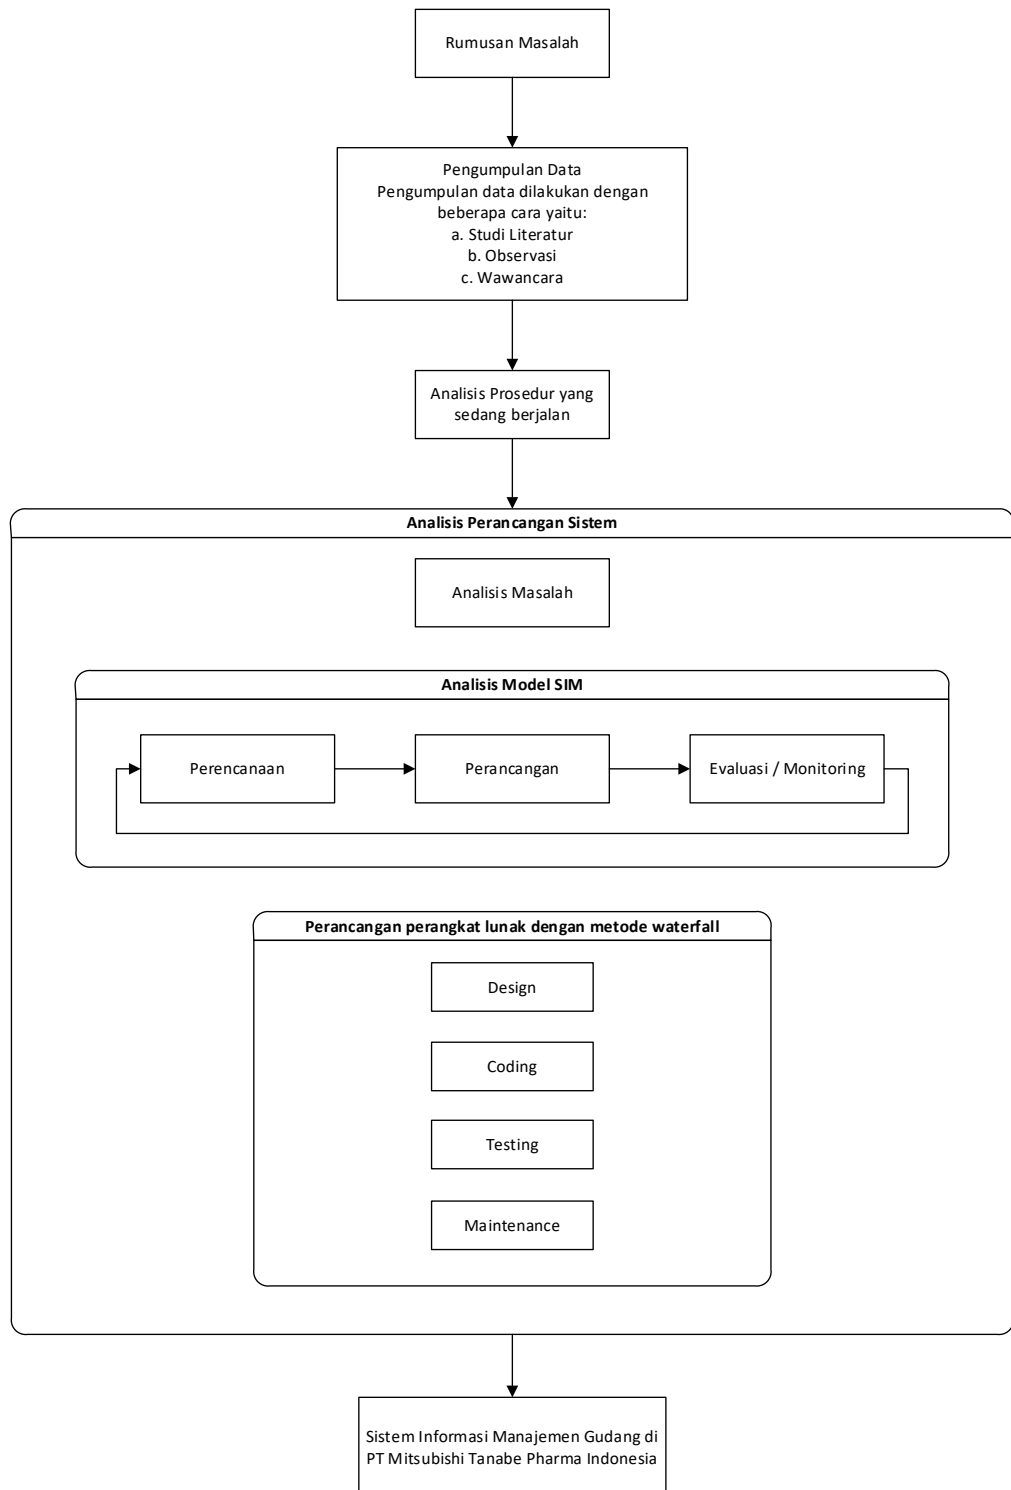 Rumusan Masalah
Pengumpulan Data
Pengumpulan data dilakukan dengan
beberapa cara yaitu:
a. Studi Literatur
b. Observasi
c. Wawancara
Analisis Prosedur yang
sedang berjalan
Analisis Perancangan Sistem
Analisis Masalah
Analisis Model SIM
Perencanaan
Perancangan
Evaluasi / Monitoring
Perancangan perangkat lunak dengan metode waterfall
Design
Coding
Testing
Maintenance
Sistem Informasi Manajemen Gudang di
PT Mitsubishi Tanabe Pharma Indonesia